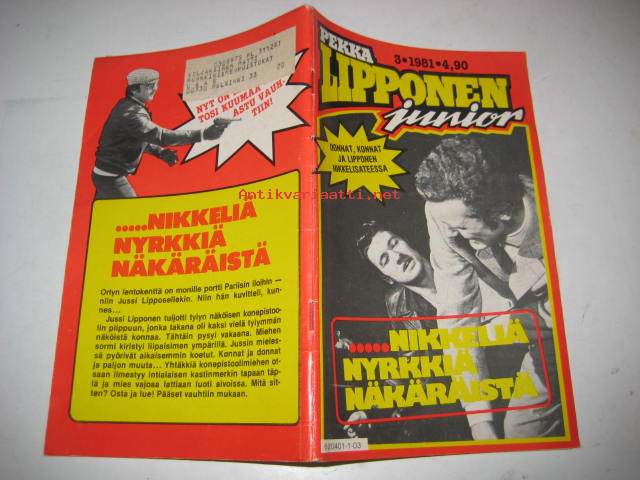 PEKKA
LIPPONEN
junior
3•1981•4,90
DONNAT, KONNAT
JA LIPPONEN
NIKKELISATEESSA
.....NIKKELIÄ
NYRKKIÄ
NÄKÄRÄISTÄ
120401-1-03
NYT ON
TOSI KUUMAA
ASTU VAUH-
TIIN!
.....NIKKELIÄ
NYRKKIÄ
NÄKÄRÄISTÄ
Orlyn lentokenttä on monille portti Pariisin iloihin —
niin Jussi Lipposellekin. Niin hän kuvitteli, kun-
nes...
Jussi Lipponen tuijotti tylyn näköisen konepistoo-
lin piippuun, jonka takana oli kaksi vielä tylymmän
näköistä konnaa. Tähtäin pysyi vakaana. Miehen
sormi kiristyi liipaisimen ympärillä. Jussin mieles-
sä pyörivät aikaisemmin koetut. Konnat ja donnat
ja paljon muuta... Yhtäkkiä konepistoolimiehen ot-
saan ilmestyy intialaisen kastinmerkin tapaan täp-
lä ja mies vajoaa lattiaan luoti aivoissa. Mitä sit-
ten? Osta ja lue! Pääset vauhtiin mukaan.
Antikvariaatti.net